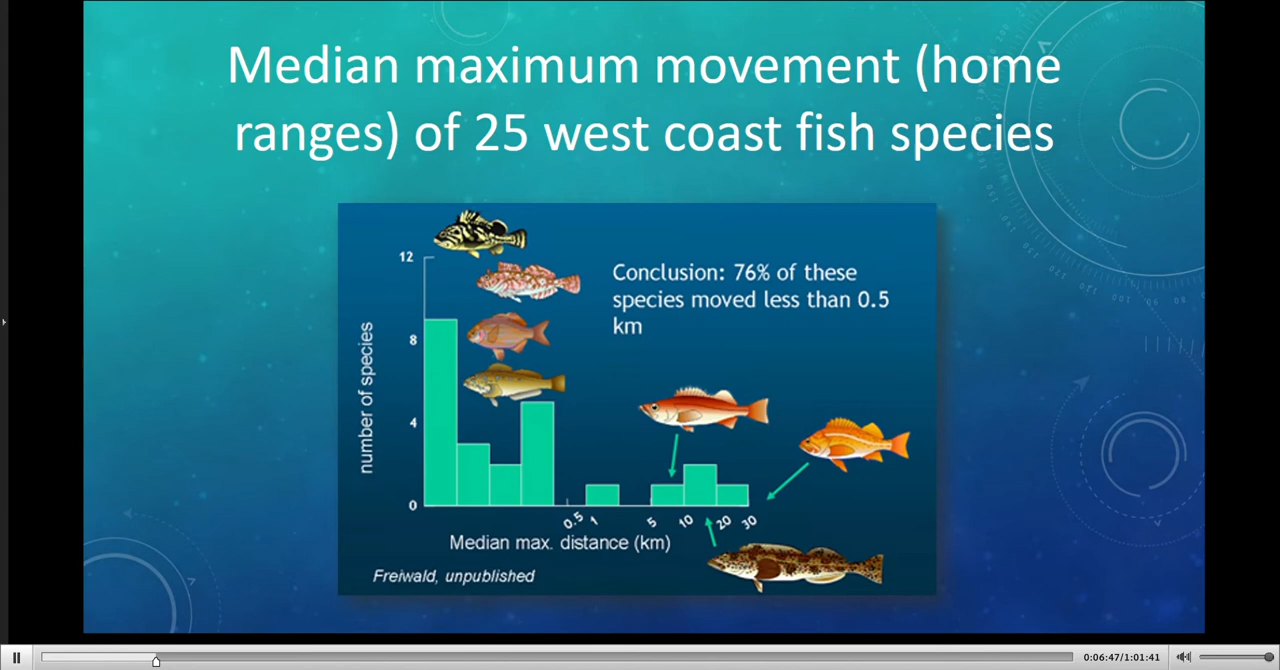 Median maximum movement (home
ranges) of 25 west coast fish species
12
8
4
0
number of species
Conclusion: 76% of these
species moved less than 0.5
km
0.5 1 5 10 20 30
Median max. distance (km)
Freiwald, unpublished
0:06:47/1:01:41